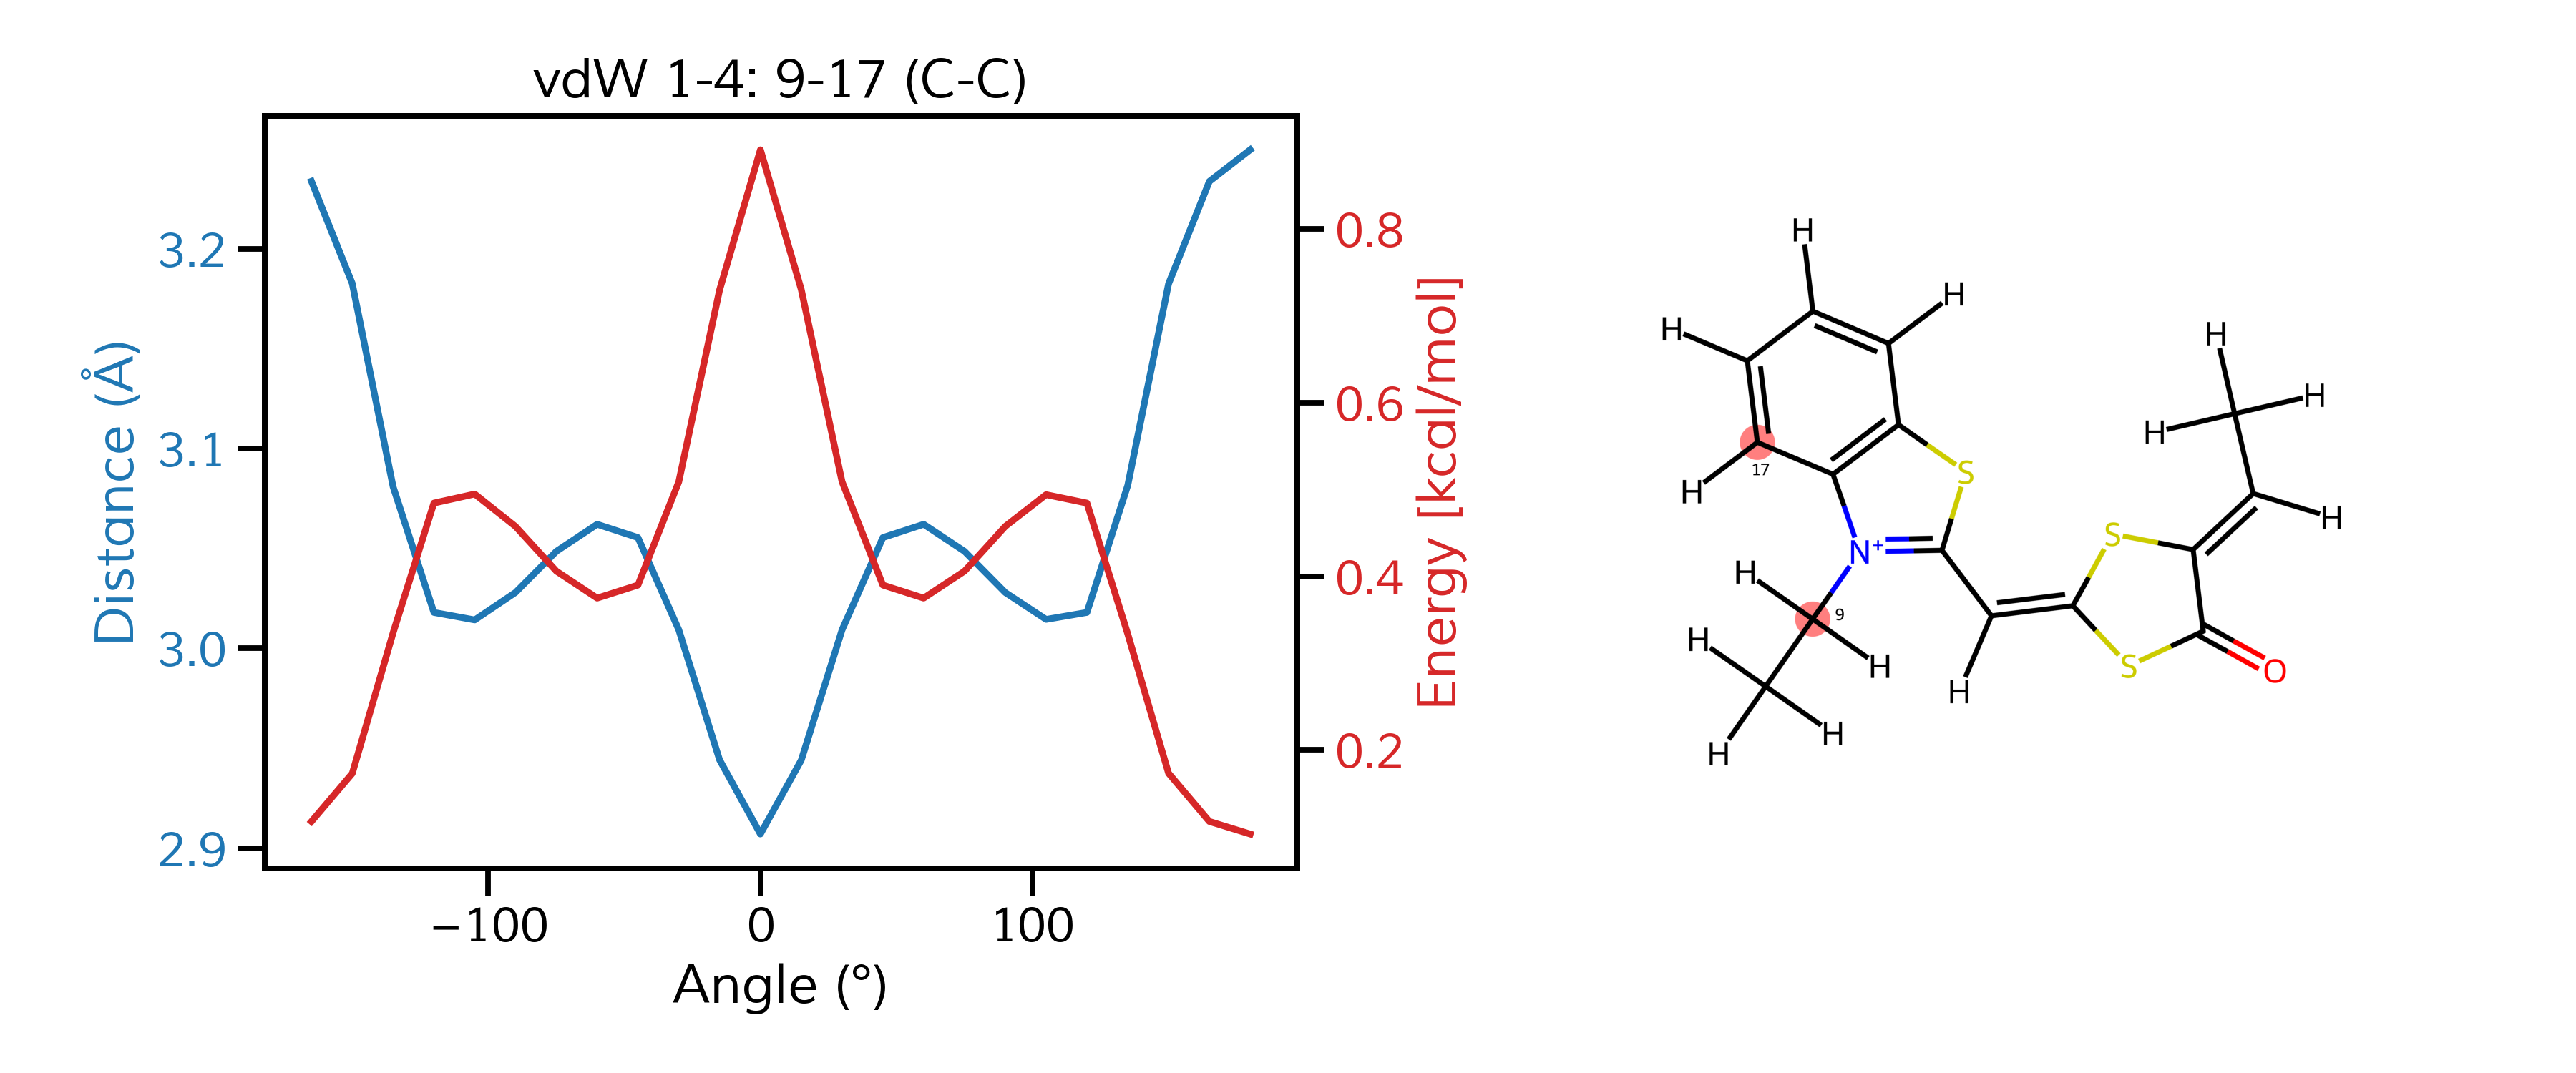 vdW 1-4: 9-17 (C-C)
Distance (Å)
3.2
3.1
3.0
2.9
0.8
0.6
0.4
0.2
Energy [kcal/mol]
−100
0
100
Angle (°)
H
H
H
H
H
17
S
H
H
H
H
S
N+
H
9
H
H
S
O
H
H
H